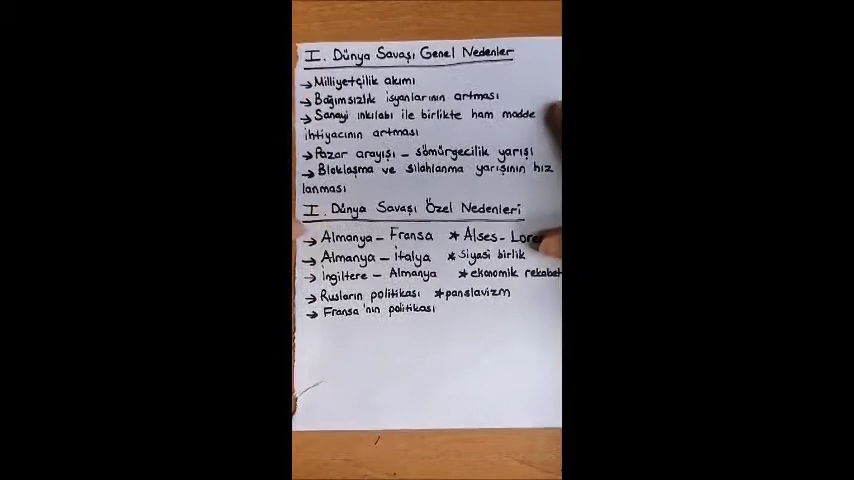 I. Dünya Savaşı Genel Nedenler
→ Milliyetçilik akımı
→ Bağımsızlık isyanlarının artması
→ Sanayi inkılabı ile birlikte ham madde
ihtiyacının artması
→ Pazar arayışı - sömürgecilik yarışı
→ Bloklaşma ve silahlanma yarışının hız
lanması
I. Dünya Savaşı Özel Nedenleri
→ Almanya - Fransa * Alses - Loren
→ Almanya - İtalya * siyasi birlik
→ İngiltere - Almanya * ekonomik rekabet
→ Rusların politikası * panslavizm
→ Fransa'nın politikası